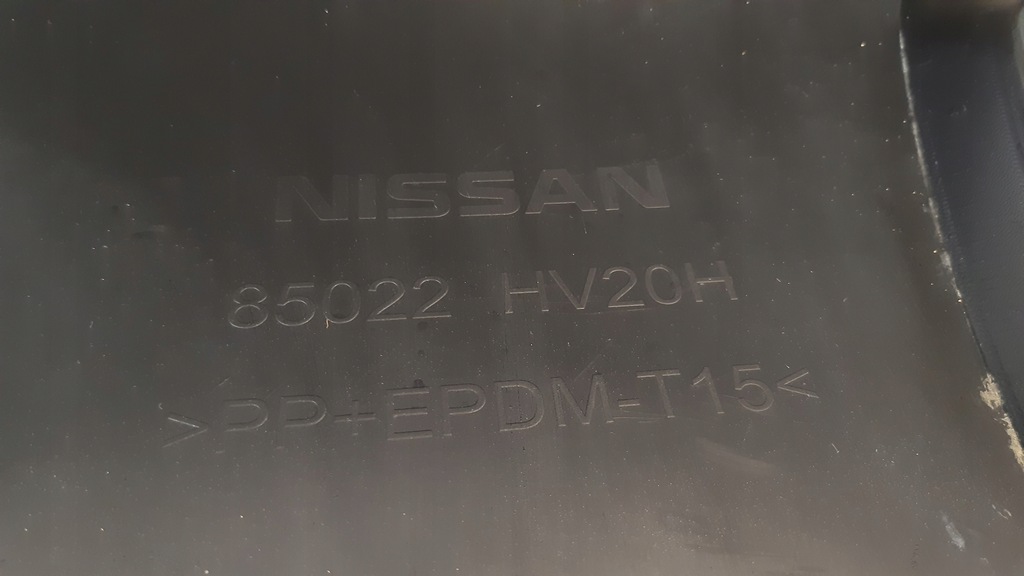 NISSAN
85022 HV20H
>PP+EPDM-T15<